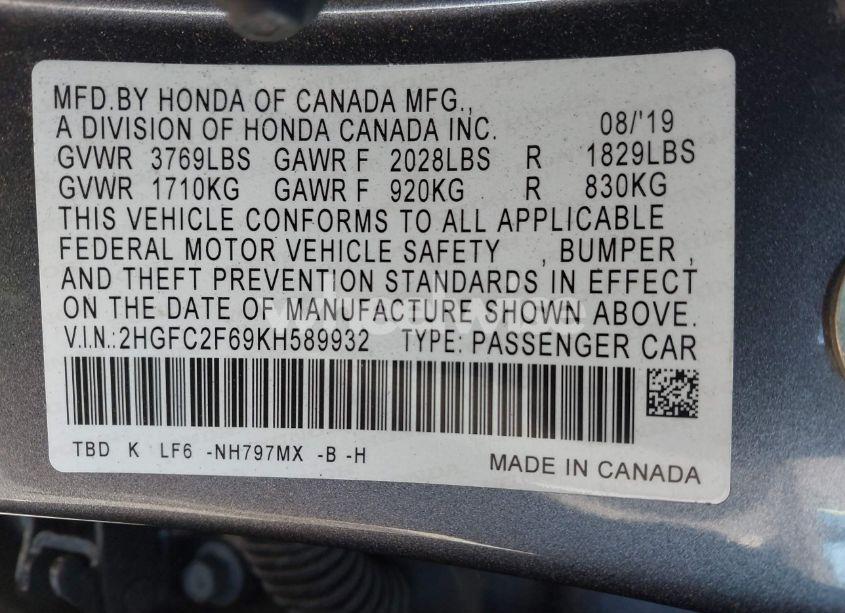 MFD.BY HONDA OF CANADA MFG.,
A DIVISION OF HONDA CANADA INC. 08/'19
GVWR 3769LBS GAWR F 2028LBS R 1829LBS
GVWR 1710KG GAWR F 920KG R 830KG
THIS VEHICLE CONFORMS TO ALL APPLICABLE
FEDERAL MOTOR VEHICLE SAFETY , BUMPER ,
AND THEFT PREVENTION STANDARDS IN EFFECT
ON THE DATE OF MANUFACTURE SHOWN ABOVE.
V.I.N.:2HGFC2F69KH589932 TYPE: PASSENGER CAR
TBD K LF6 -NH797MX -B -H
MADE IN CANADA